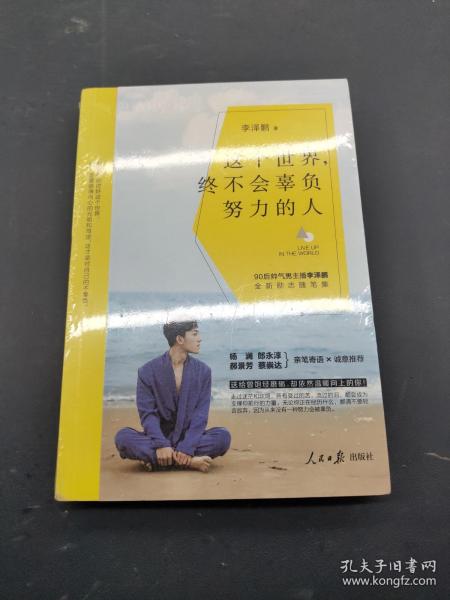 李泽鹏 著
这个世界,
终不会辜负
努力的人
LIVE UP
IN THE WORLD
90后帅气男主播李泽鹏
全新励志随笔集
杨澜 郎永淳
郝景芳 蔡崇达
亲笔寄语×诚意推荐
送给曾饱经磨砺,却依然温暖向上的你!
人民日报出版社
孔夫子旧书网
www.kongfz.com